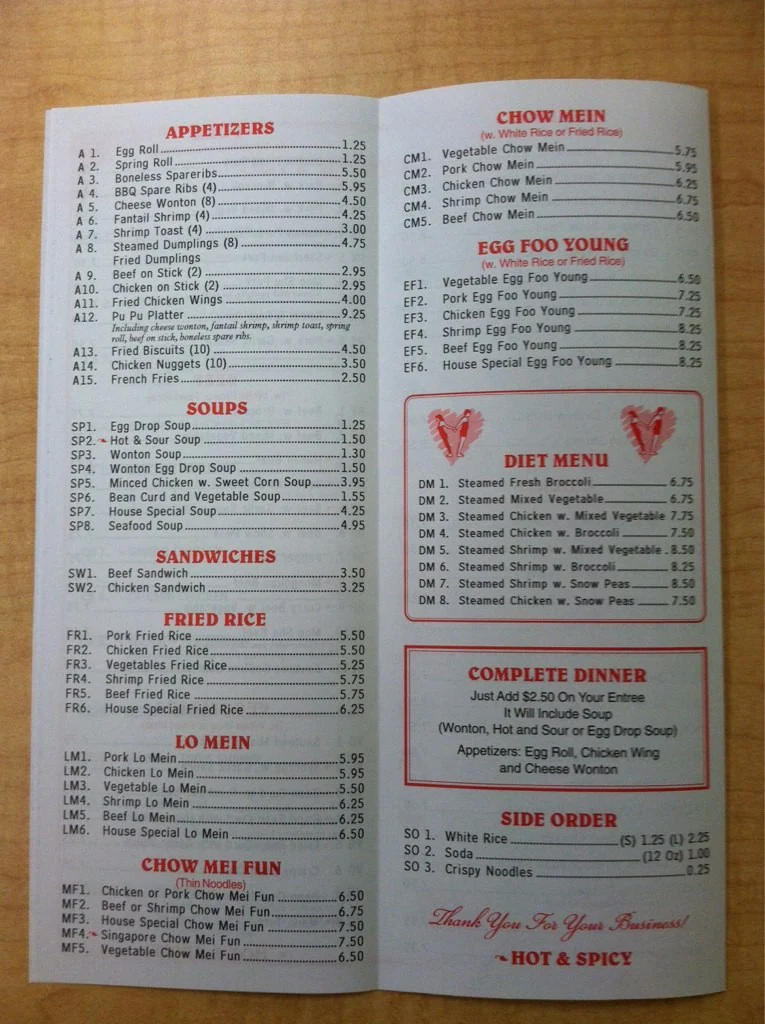 APPETIZERS
A 1. Egg Roll 1.25
A 2. Spring Roll 1.25
A 3. Boneless Spareribs 5.50
A 4. BBQ Spare Ribs (4) 5.95
A 5. Cheese Wonton (8) 4.50
A 6. Fantail Shrimp (4) 4.25
A 7. Shrimp Toast (4) 3.00
A 8. Steamed Dumplings (8) 4.75
Fried Dumplings
A 9. Beef on Stick (2) 2.95
A10. Chicken on Stick (2) 2.95
A11. Fried Chicken Wings 4.00
A12. Pu Pu Platter 9.25
Including cheese wonton, fantail shrimp, shrimp toast, spring
roll, beef on stick, boneless spare ribs.
A13. Fried Biscuits (10) 4.50
A14. Chicken Nuggets (10) 3.50
A15. French Fries 2.50
SOUPS
SP1. Egg Drop Soup 1.25
SP2. Hot & Sour Soup 1.50
SP3. Wonton Soup 1.30
SP4. Wonton Egg Drop Soup 1.50
SP5. Minced Chicken w. Sweet Corn Soup 3.95
SP6. Bean Curd and Vegetable Soup 1.55
SP7. House Special Soup 4.25
SP8. Seafood Soup 4.95
SANDWICHES
SW1. Beef Sandwich 3.50
SW2. Chicken Sandwich 3.25
FRIED RICE
FR1. Pork Fried Rice 5.50
FR2. Chicken Fried Rice 5.50
FR3. Vegetables Fried Rice 5.25
FR4. Shrimp Fried Rice 5.75
FR5. Beef Fried Rice 5.75
FR6. House Special Fried Rice 6.25
LO MEIN
LM1. Pork Lo Mein 5.95
LM2. Chicken Lo Mein 5.95
LM3. Vegetable Lo Mein 5.50
LM4. Shrimp Lo Mein 6.25
LM5. Beef Lo Mein 6.25
LM6. House Special Lo Mein 6.50
CHOW MEI FUN
(Thin Noodles)
MF1. Chicken or Pork Chow Mei Fun 6.50
MF2. Beef or Shrimp Chow Mei Fun 6.75
MF3. House Special Chow Mei Fun 7.50
MF4. Singapore Chow Mei Fun 7.50
MF5. Vegetable Chow Mei Fun 6.50
CHOW MEIN
(w. White Rice or Fried Rice)
CM1. Vegetable Chow Mein 5.75
CM2. Pork Chow Mein 5.95
CM3. Chicken Chow Mein 6.25
CM4. Shrimp Chow Mein 6.75
CM5. Beef Chow Mein 6.50
EGG FOO YOUNG
(w. White Rice or Fried Rice)
EF1. Vegetable Egg Foo Young 6.50
EF2. Pork Egg Foo Young 7.25
EF3. Chicken Egg Foo Young 7.25
EF4. Shrimp Egg Foo Young 8.25
EF5. Beef Egg Foo Young 8.25
EF6. House Special Egg Foo Young 8.25
DIET MENU
DM 1. Steamed Fresh Broccoli 6.75
DM 2. Steamed Mixed Vegetable 6.75
DM 3. Steamed Chicken w. Mixed Vegetable 7.75
DM 4. Steamed Chicken w. Broccoli 7.50
DM 5. Steamed Shrimp w. Mixed Vegetable . 8.50
DM 6. Steamed Shrimp w. Broccoli 8.25
DM 7. Steamed Shrimp w. Snow Peas 8.50
DM 8. Steamed Chicken w. Snow Peas 7.50
COMPLETE DINNER
Just Add $2.50 On Your Entree
It Will Include Soup
(Wonton, Hot and Sour or Egg Drop Soup)
Appetizers: Egg Roll, Chicken Wing
and Cheese Wonton
SIDE ORDER
SO 1. White Rice (S) 1.25 (L) 2.25
SO 2. Soda (12 Oz) 1.00
SO 3. Crispy Noodles 0.25
Thank You For Your Business!
HOT & SPICY